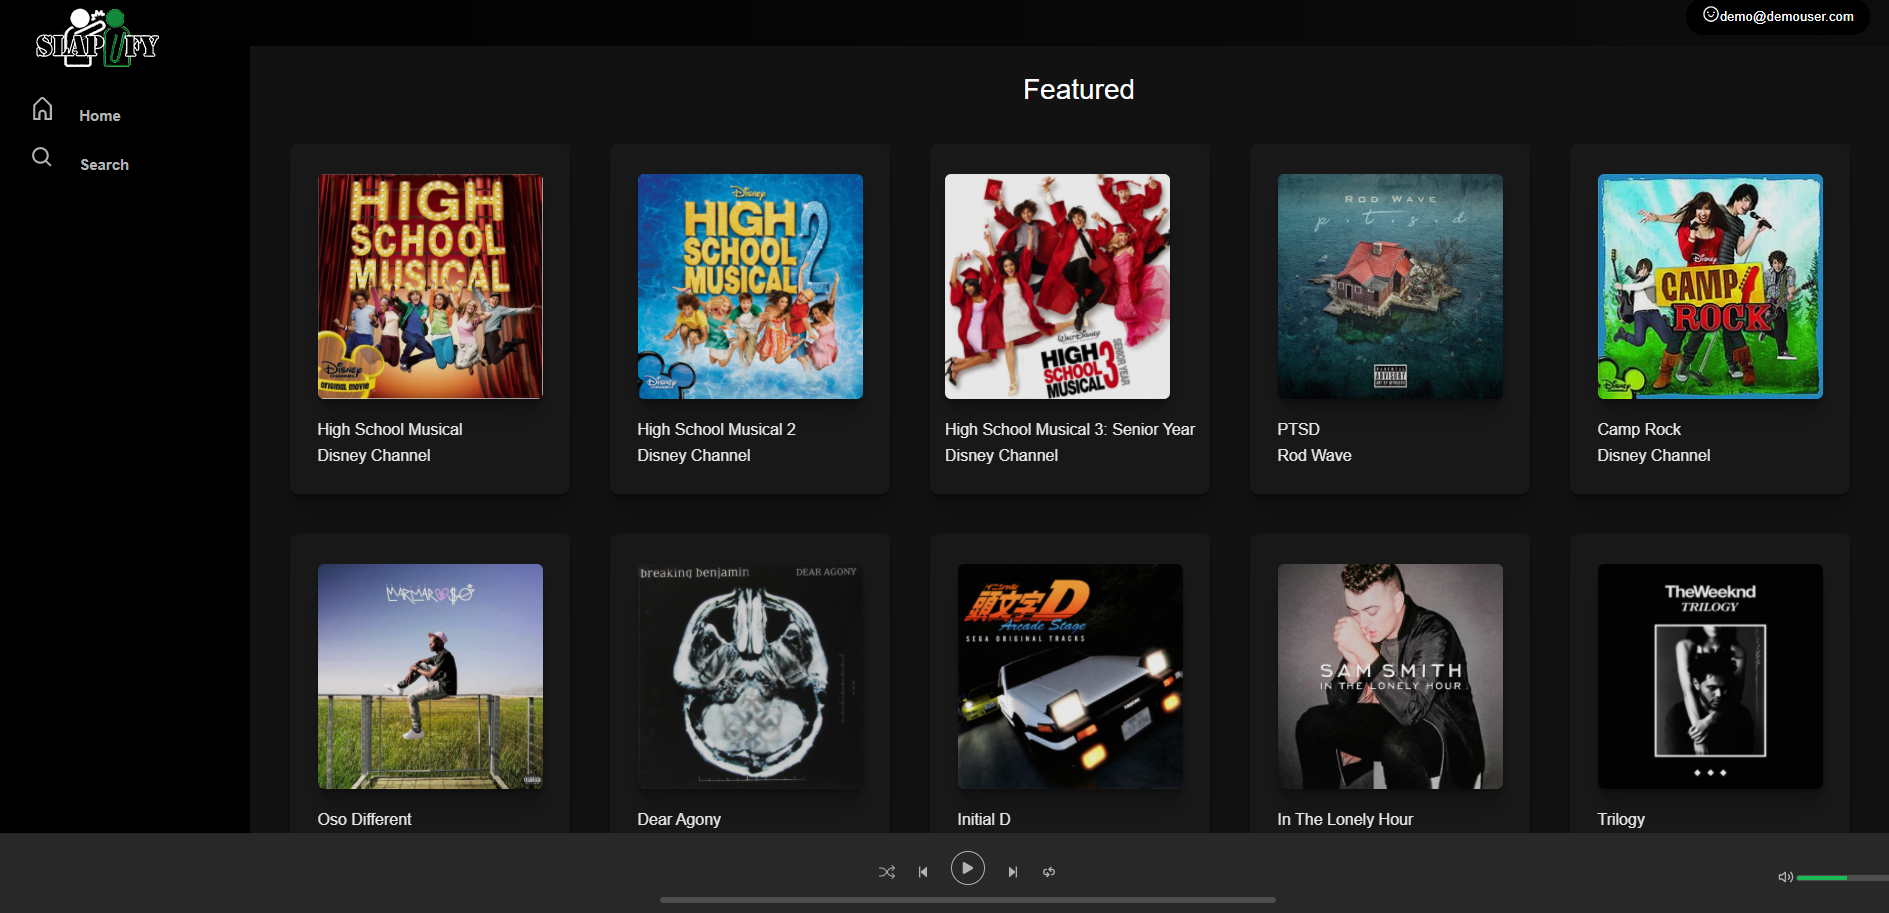 SLAPIFY
demo@demouser.com
Home
Search
Featured
HIGH
SCHOOL
MUSICAL
Disney
CHANNEL
ORIGINAL MOVIE
High School Musical
Disney Channel
Disney
HIGH
SCHOOL
MUSICAL 2
Disney
High School Musical 2
Disney Channel
WALT DISNEY
HIGH
SCHOOL
MUSICAL 3
SENIOR YEAR
High School Musical 3: Senior Year
Disney Channel
ROD WAVE
p.t.s.d
PARENTAL
ADVISORY
PTSD
Rod Wave
Disney
CAMP
ROCK
Disney
Camp Rock
Disney Channel
MARMAR OSO
Oso Different
breaking benjamin
DEAR AGONY
Dear Agony
頭文字D
Arcade Stage
SEGA ORIGINAL TRACKS
Initial D
SAM SMITH
IN THE LONELY HOUR
In The Lonely Hour
TheWeeknd
TRILOGY
Trilogy